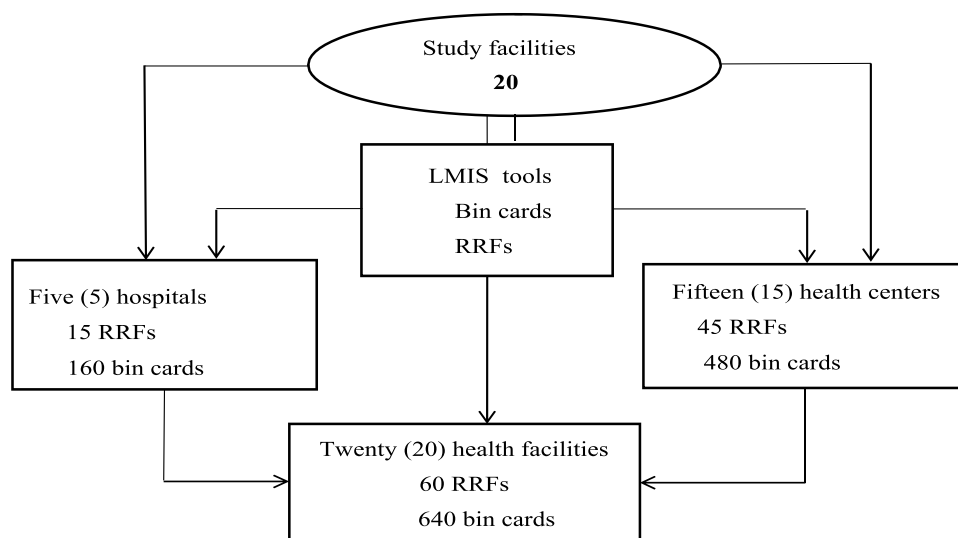 Study facilities
20
LMIS tools
Bin cards
RRFs
Five (5) hospitals
15 RRFs
160 bin cards
Fifteen (15) health centers
45 RRFs
480 bin cards
Twenty (20) health facilities
60 RRFs
640 bin cards